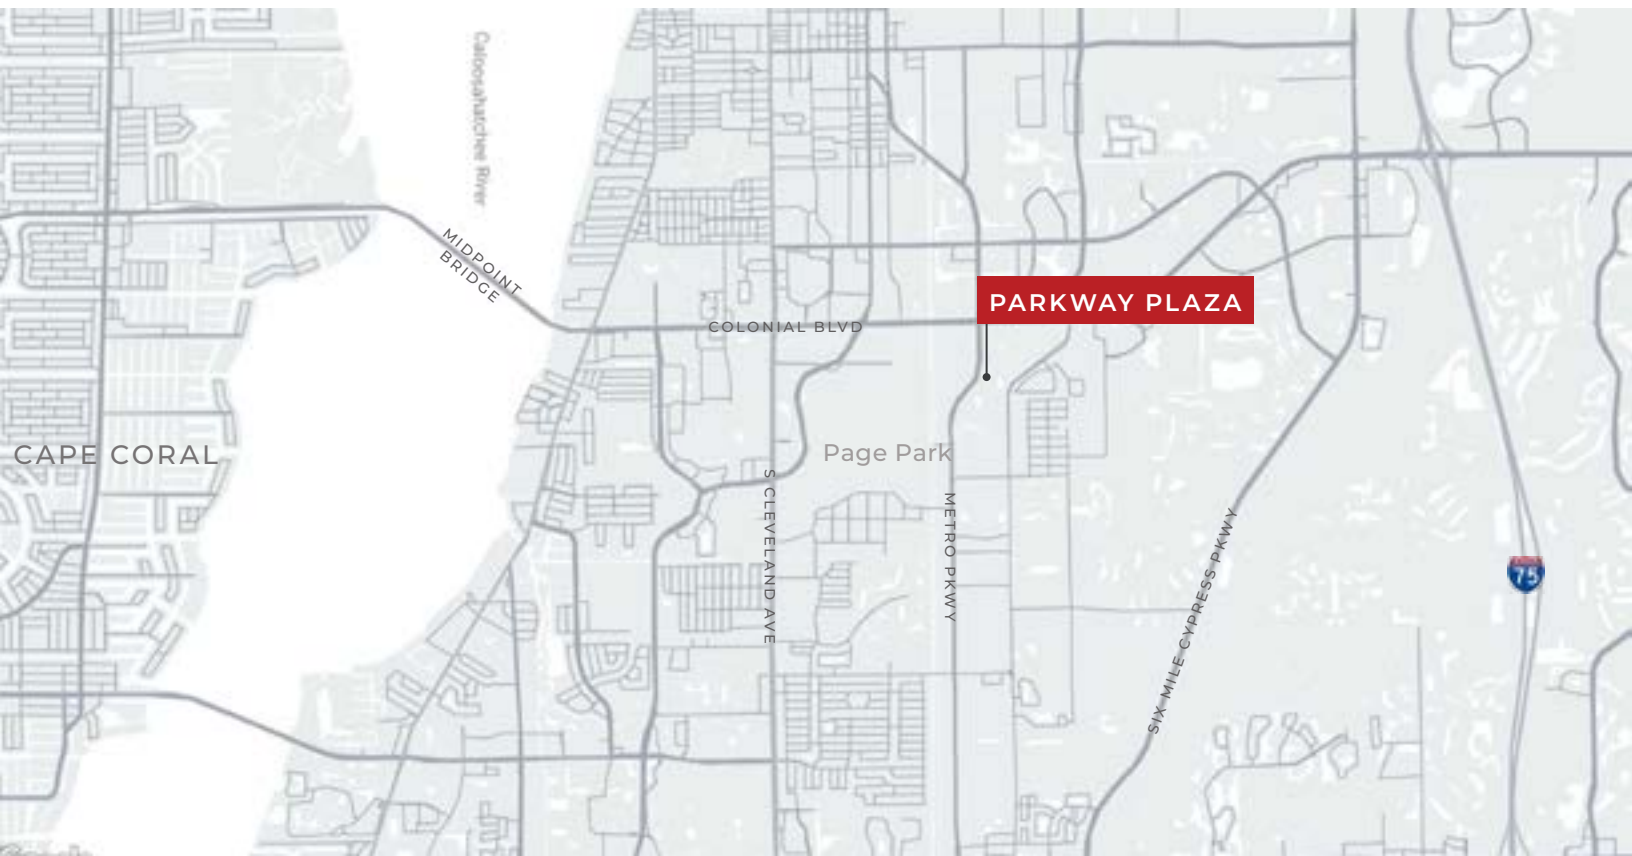 Caloosahatchee River
MIDPOINT
BRIDGE
PARKWAY PLAZA
COLONIAL BLVD
CAPE CORAL
Page Park
S CLEVELAND AVE
METRO PKWY
SIX MILE CYPRESS PKWY
75